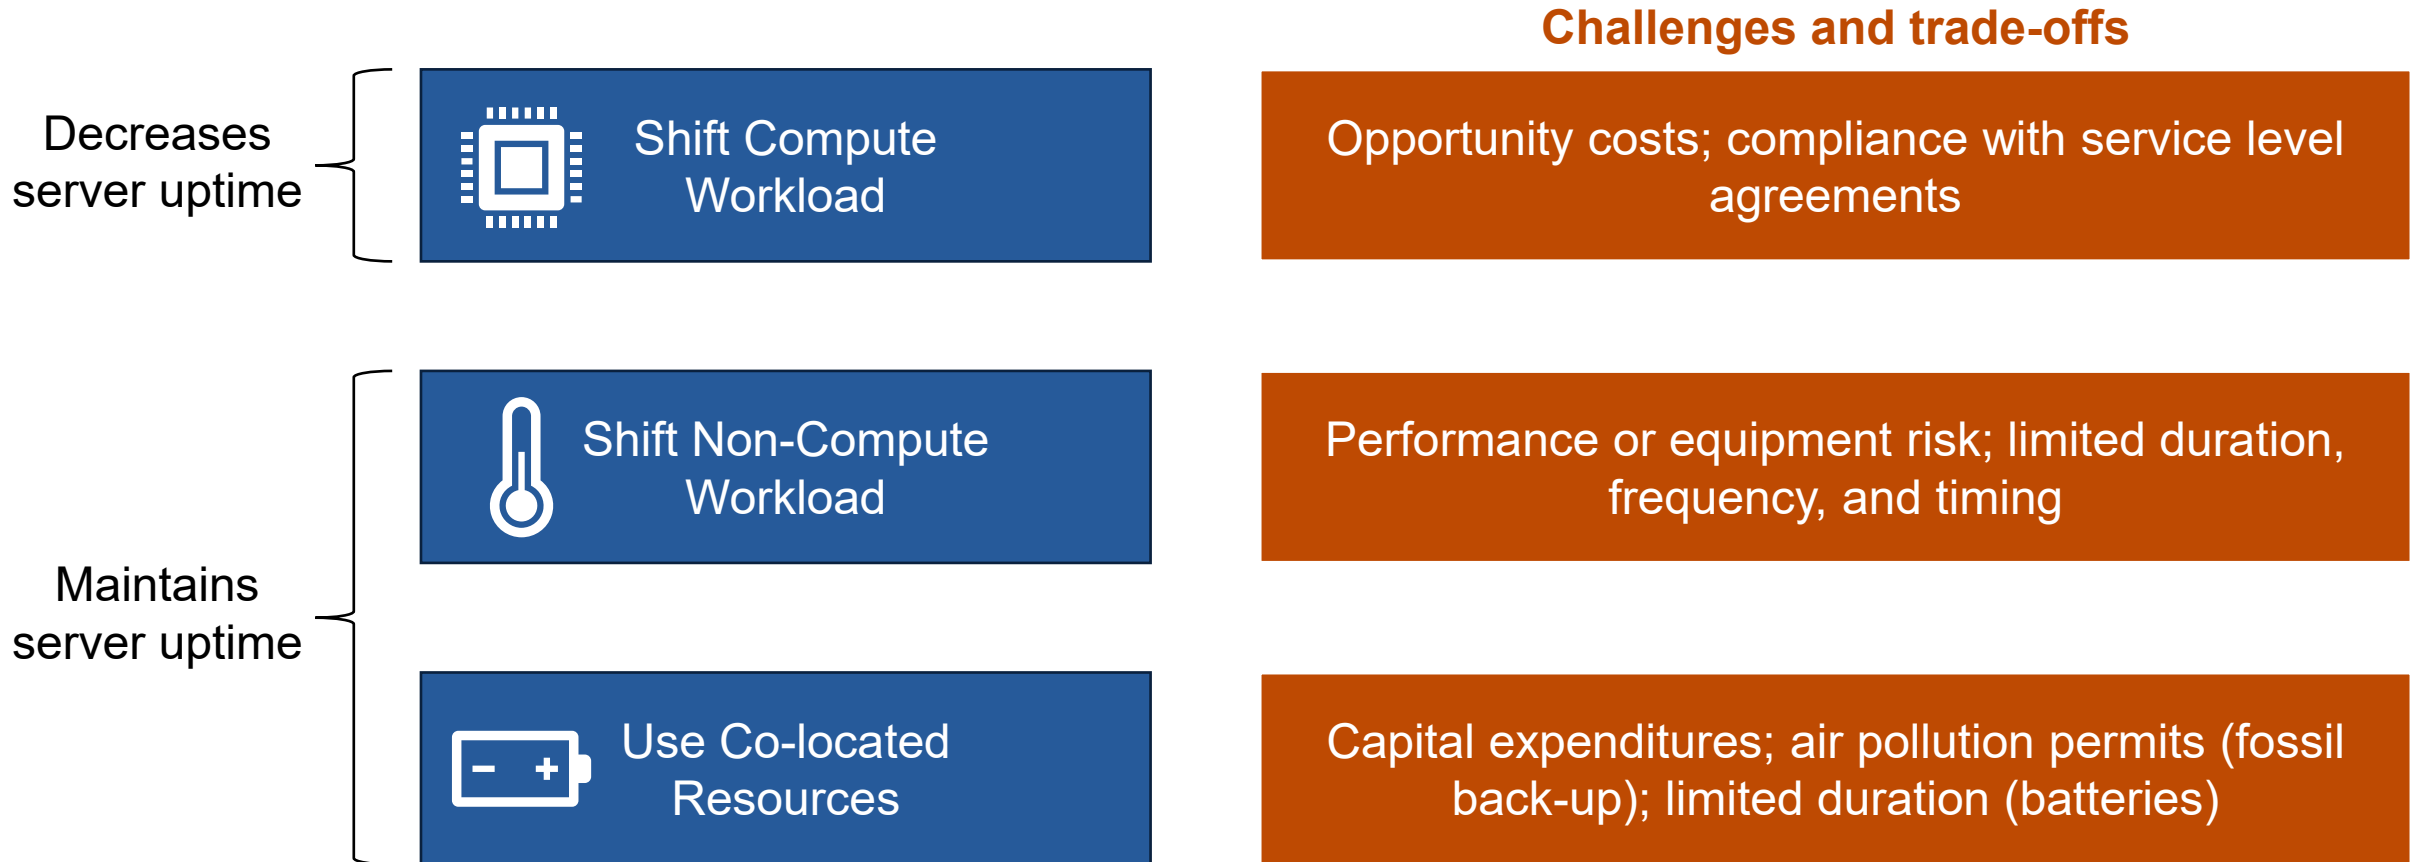 Challenges and trade-offs
Decreases
server uptime
Shift Compute
Workload
Opportunity costs; compliance with service level
agreements
Maintains
server uptime
Shift Non-Compute
Workload
Performance or equipment risk; limited duration,
frequency, and timing
Use Co-located
Resources
Capital expenditures; air pollution permits (fossil
back-up); limited duration (batteries)